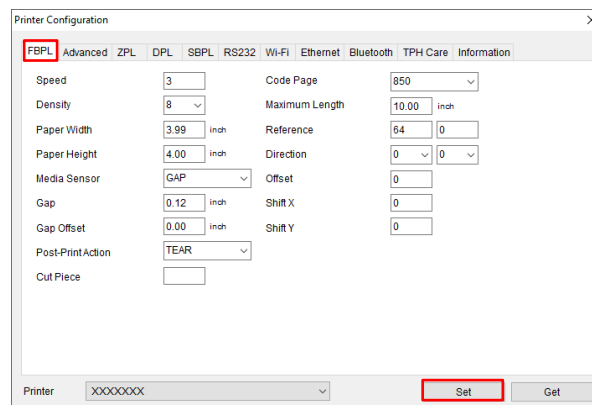 Printer Configuration
FBPL Advanced ZPL DPL SBPL RS232 Wi-Fi Ethernet Bluetooth TPH Care Information
Speed 3 Code Page 850
Density 8 Maximum Length 10.00 inch
Paper Width 3.99 inch Reference 64 0
Paper Height 4.00 inch Direction 0 0
Media Sensor GAP Offset 0
Gap 0.12 inch Shift X 0
Gap Offset 0.00 inch Shift Y 0
Post-Print Action TEAR
Cut Piece
Printer XXXXXXX Set Get